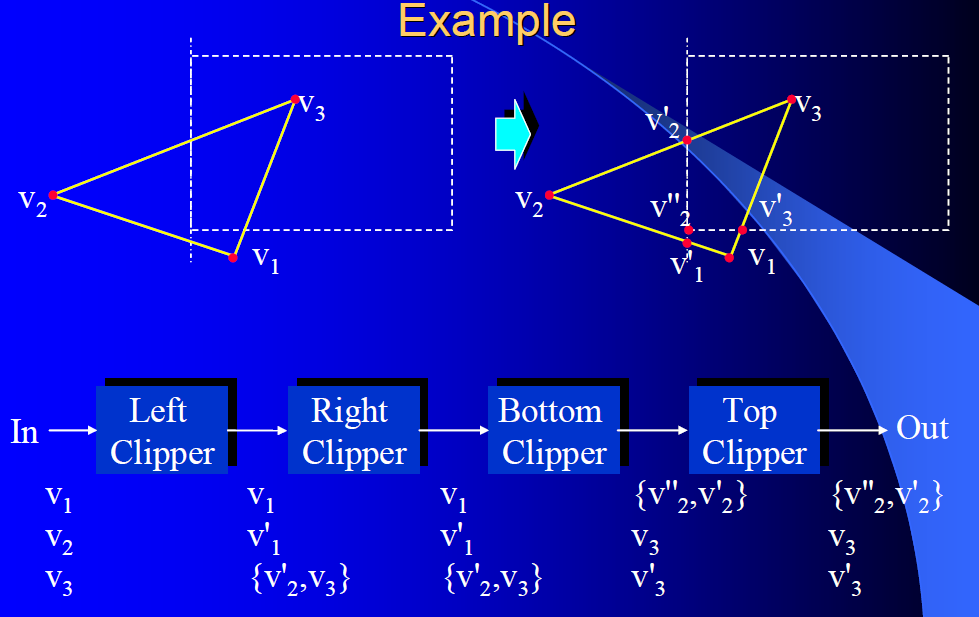 Example
v3
v2
v1
v'2
v3
v2
v''2
v'3
v'1
v1
In
Left Clipper
Right Clipper
Bottom Clipper
Top Clipper
Out
v1
v1
v1
{v''2,v'2}
{v''2,v'2}
v2
v'1
v'1
v3
v3
v3
{v'2,v3}
{v'2,v3}
v'3
v'3